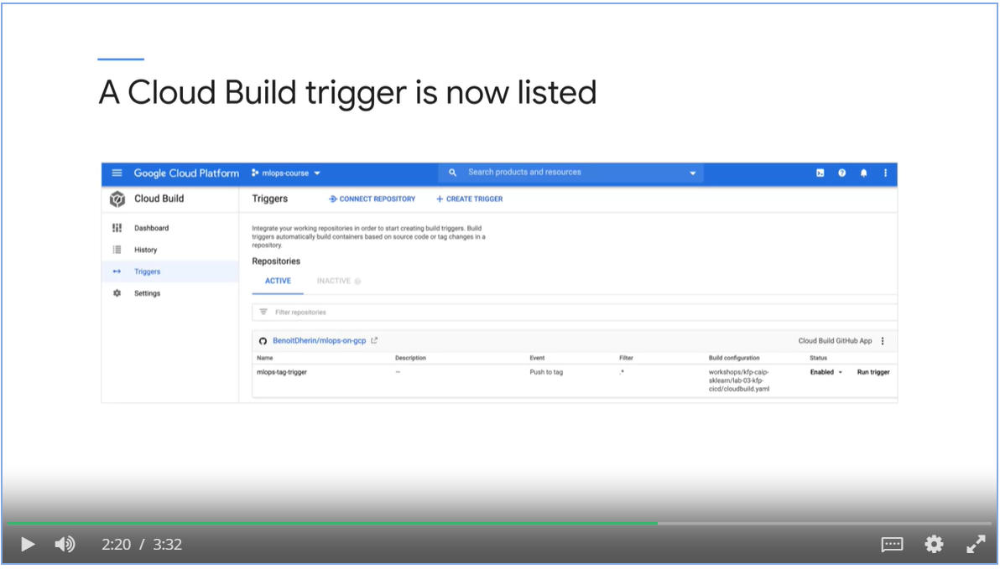 A Cloud Build trigger is now listed
Google Cloud Platform mlops-course Search products and resources
Cloud Build Triggers CONNECT REPOSITORY + CREATE TRIGGER
Dashboard
History
Triggers
Settings
Integrate your working repositories in order to start creating build triggers. Build
triggers automatically build containers based on source code or tag changes in a
repository.
Repositories
ACTIVE INACTIVE
Filter repositories
BenoitDherin/mlops-on-gcp Cloud Build GitHub App
Name Description Event Filter Build configuration Status
mlops-tag-trigger — Push to tag .* workshops/kfp-caip- Enabled Run trigger
sklearn/lab-03-kfp-
cicd/cloudbuild.yaml
2:20 / 3:32